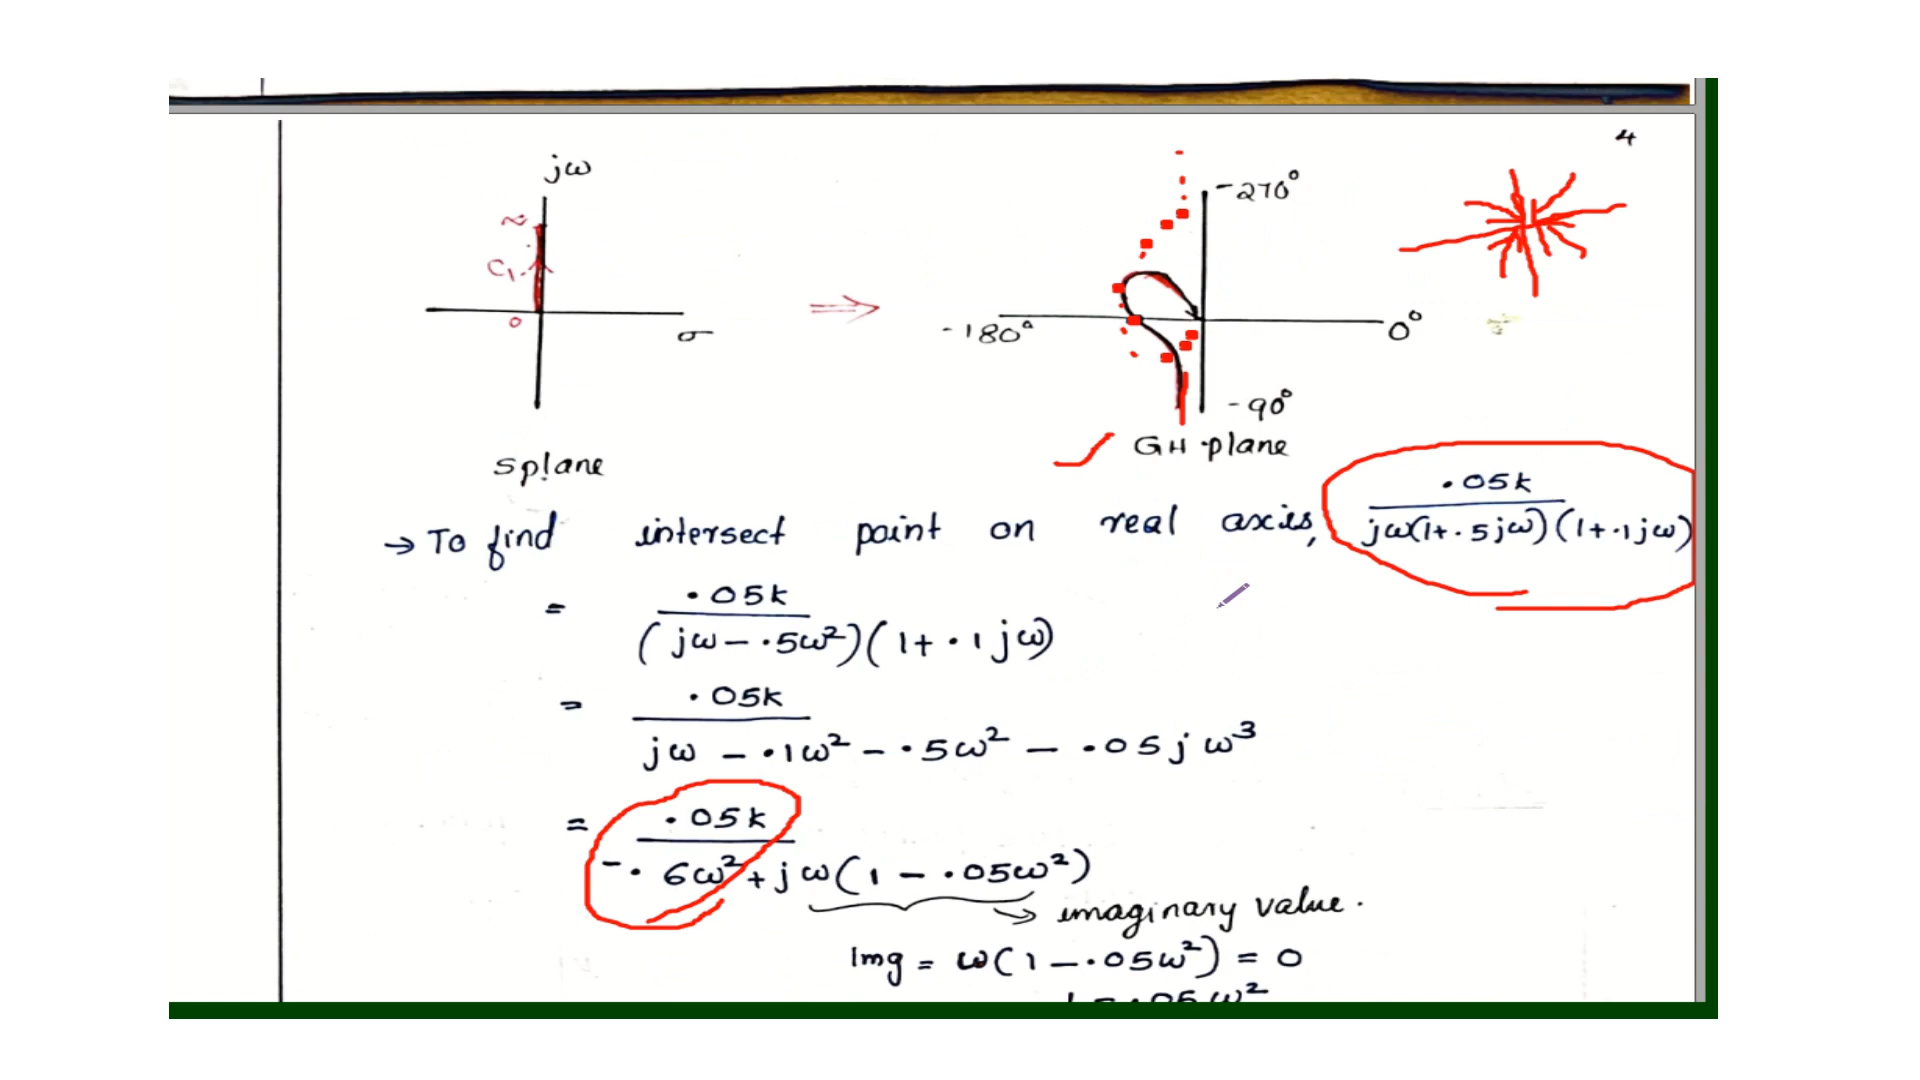 4
jω
-270°
∞
C1
0
σ
⇒
-180°
0°
-90°
GH plane
S plane
→ To find intersect point on real axis, .05k / jω(1+.5jω)(1+.1jω)
= .05k / (jω - .5ω²)(1+.1jω)
= .05k / jω - .1ω² - .5ω² - .05jω³
= .05k / -.6ω² + jω(1 - .05ω²)
→ imaginary value.
Img = ω(1 - .05ω²) = 0
1 = .05ω²